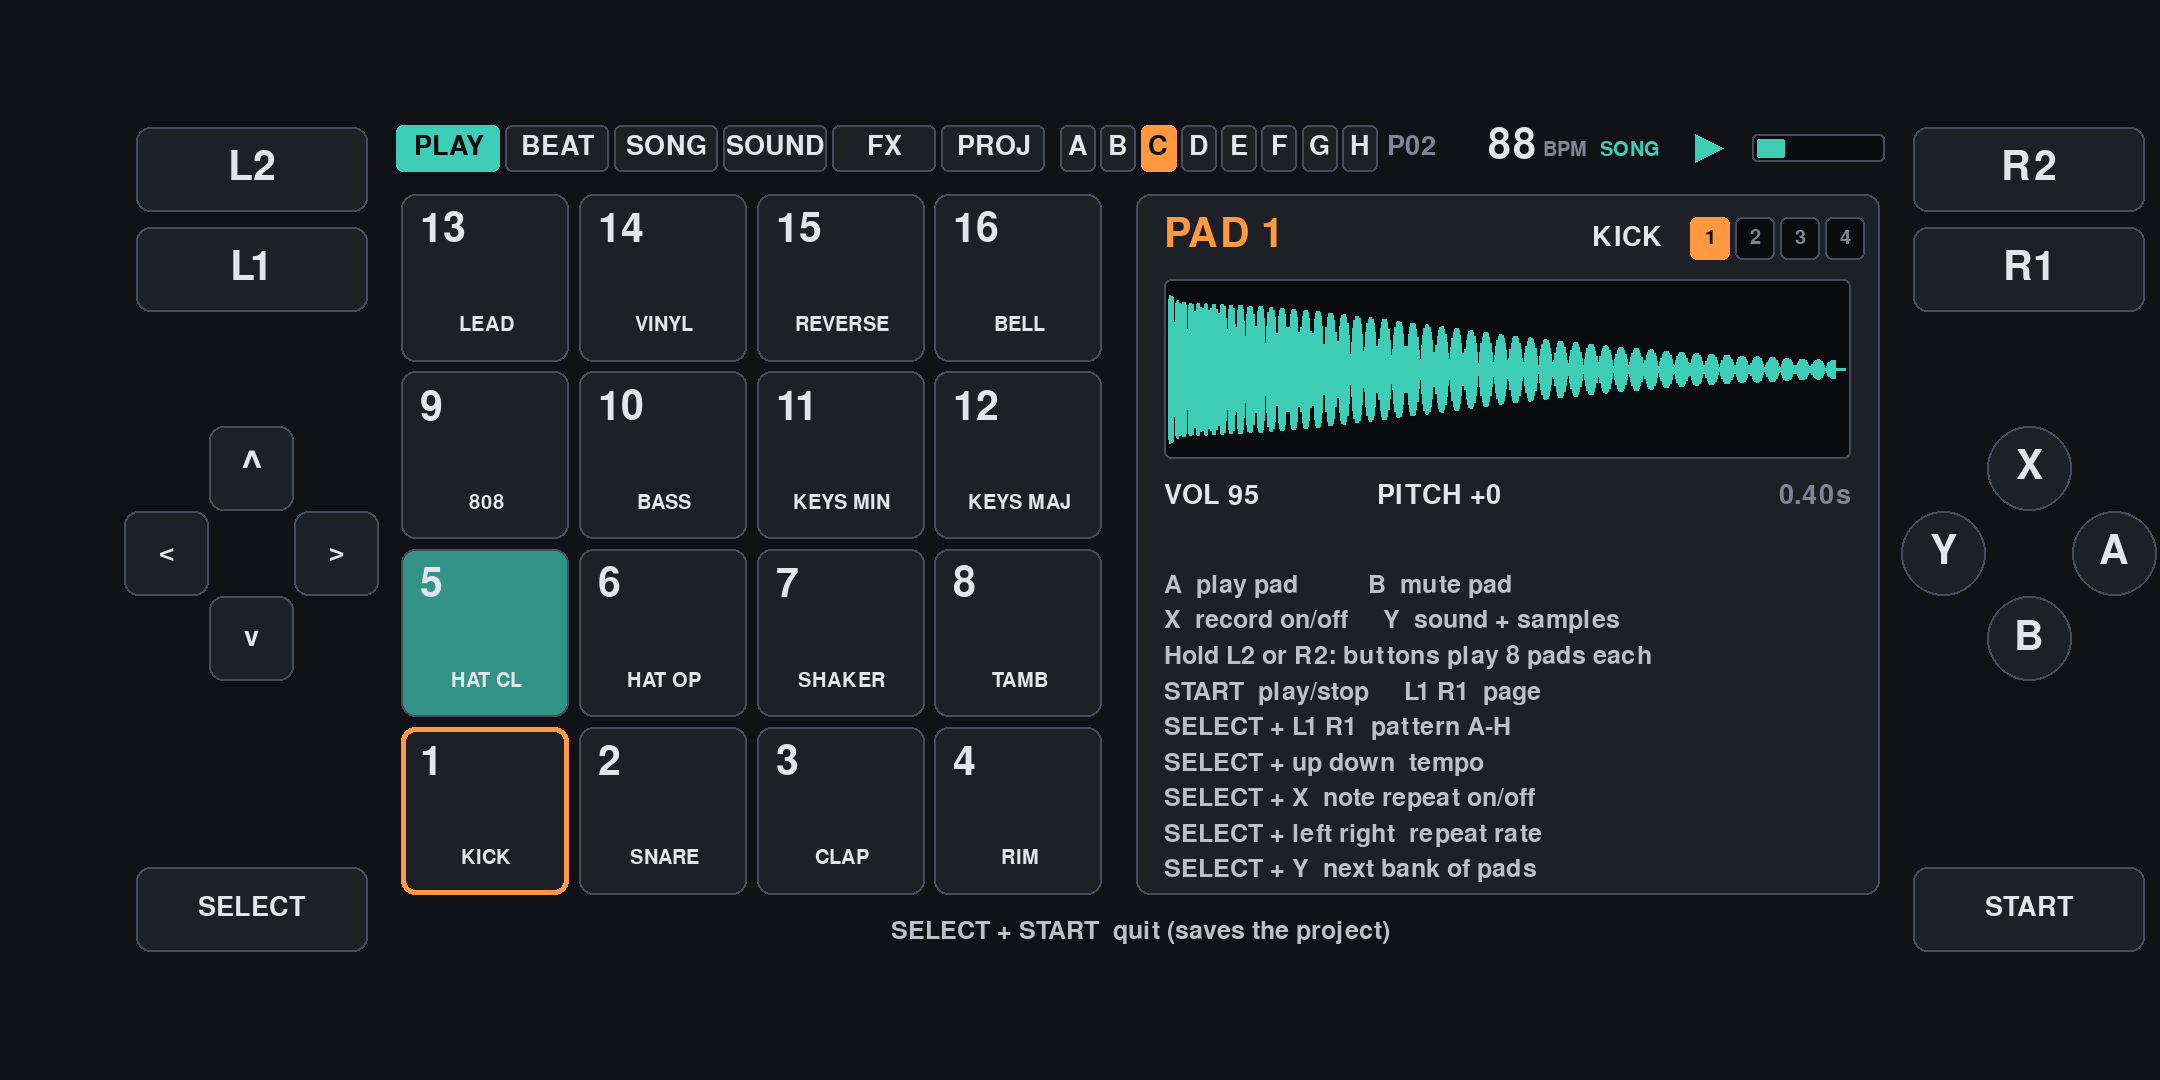 L2
L1
^
<
>
v
SELECT
PLAY BEAT SONG SOUND FX PROJ A B C D E F G H P02 88 BPM SONG
13 14 15 16
LEAD VINYL REVERSE BELL
9 10 11 12
808 BASS KEYS MIN KEYS MAJ
5 6 7 8
HAT CL HAT OP SHAKER TAMB
1 2 3 4
KICK SNARE CLAP RIM
PAD 1 KICK 1 2 3 4
VOL 95 PITCH +0 0.40s
A play pad B mute pad
X record on/off Y sound + samples
Hold L2 or R2: buttons play 8 pads each
START play/stop L1 R1 page
SELECT + L1 R1 pattern A-H
SELECT + up down tempo
SELECT + X note repeat on/off
SELECT + left right repeat rate
SELECT + Y next bank of pads
SELECT + START quit (saves the project)
R2
R1
X
Y
A
B
START